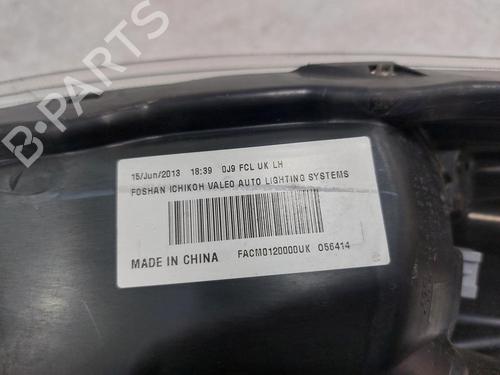 B-PARTS
15/Jun/2013 18:39 0J9 FCL UK LH
FOSHAN ICHIKOH VALEO AUTO LIGHTING SYSTEMS
MADE IN CHINA FACM0120000UK 056414